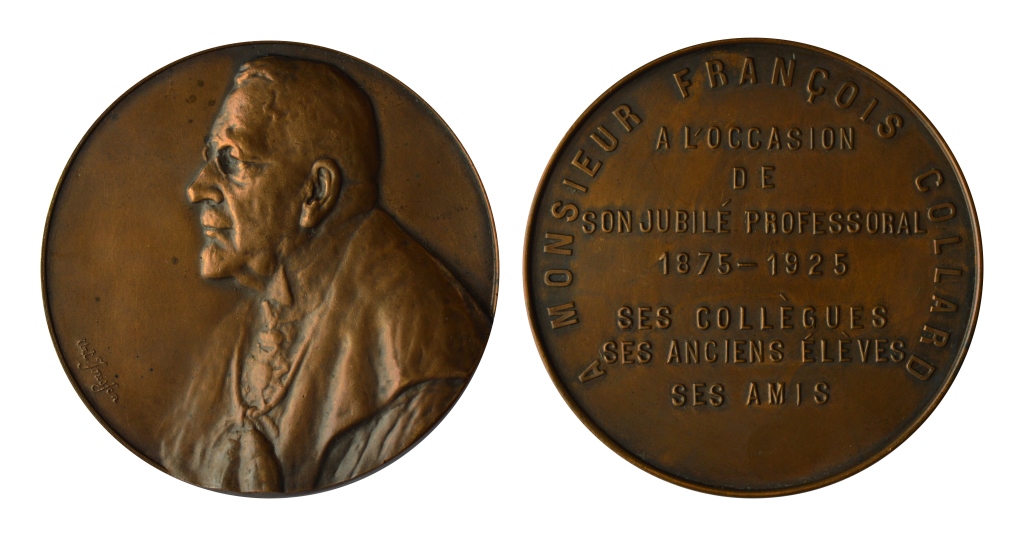 A MONSIEUR FRANÇOIS COLLARD
A L'OCCASION
DE
SON JUBILÉ PROFESSORAL
1875-1925
SES COLLÈGUES
SES ANCIENS ÉLÈVES
SES AMIS